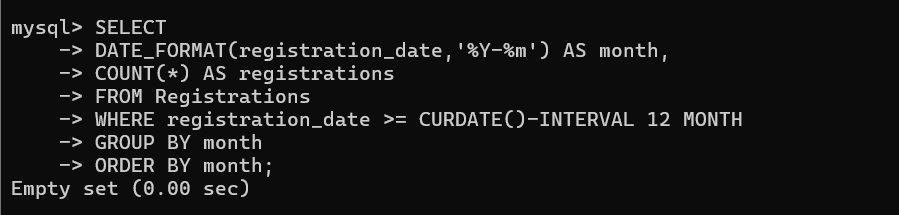 mysql> SELECT
    -> DATE_FORMAT(registration_date,'%Y-%m') AS month,
    -> COUNT(*) AS registrations
    -> FROM Registrations
    -> WHERE registration_date >= CURDATE()-INTERVAL 12 MONTH
    -> GROUP BY month
    -> ORDER BY month;
Empty set (0.00 sec)